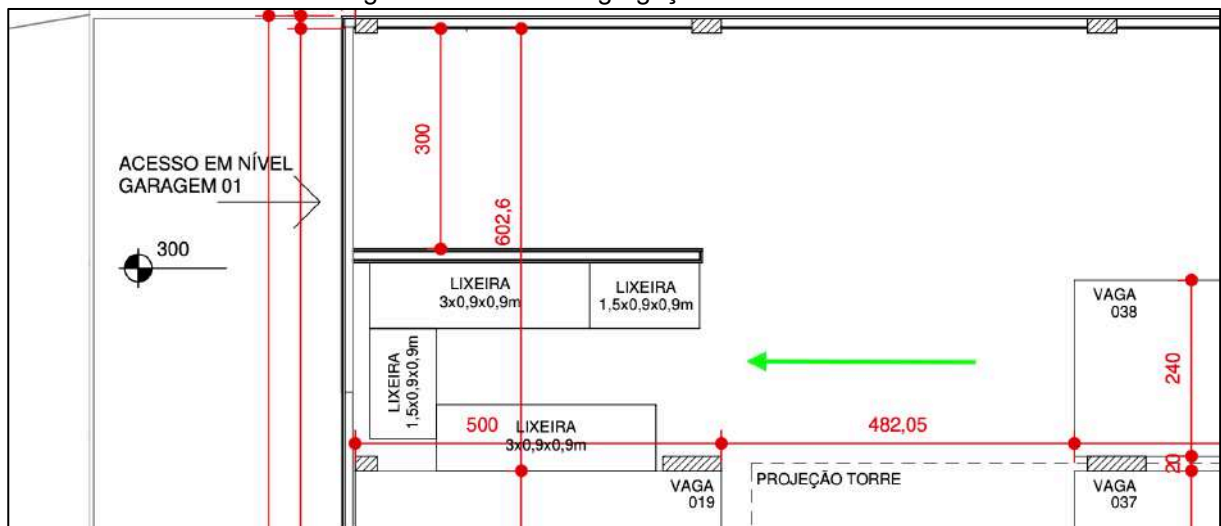 ACESSO EM NÍVEL
GARAGEM 01
300
300
602,6
LIXEIRA
3x0,9x0,9m
LIXEIRA
1,5x0,9x0,9m
LIXEIRA
1,5x0,9x0,9m
500
LIXEIRA
3x0,9x0,9m
482,05
VAGA
038
240
20
VAGA
019
PROJEÇÃO TORRE
VAGA
037